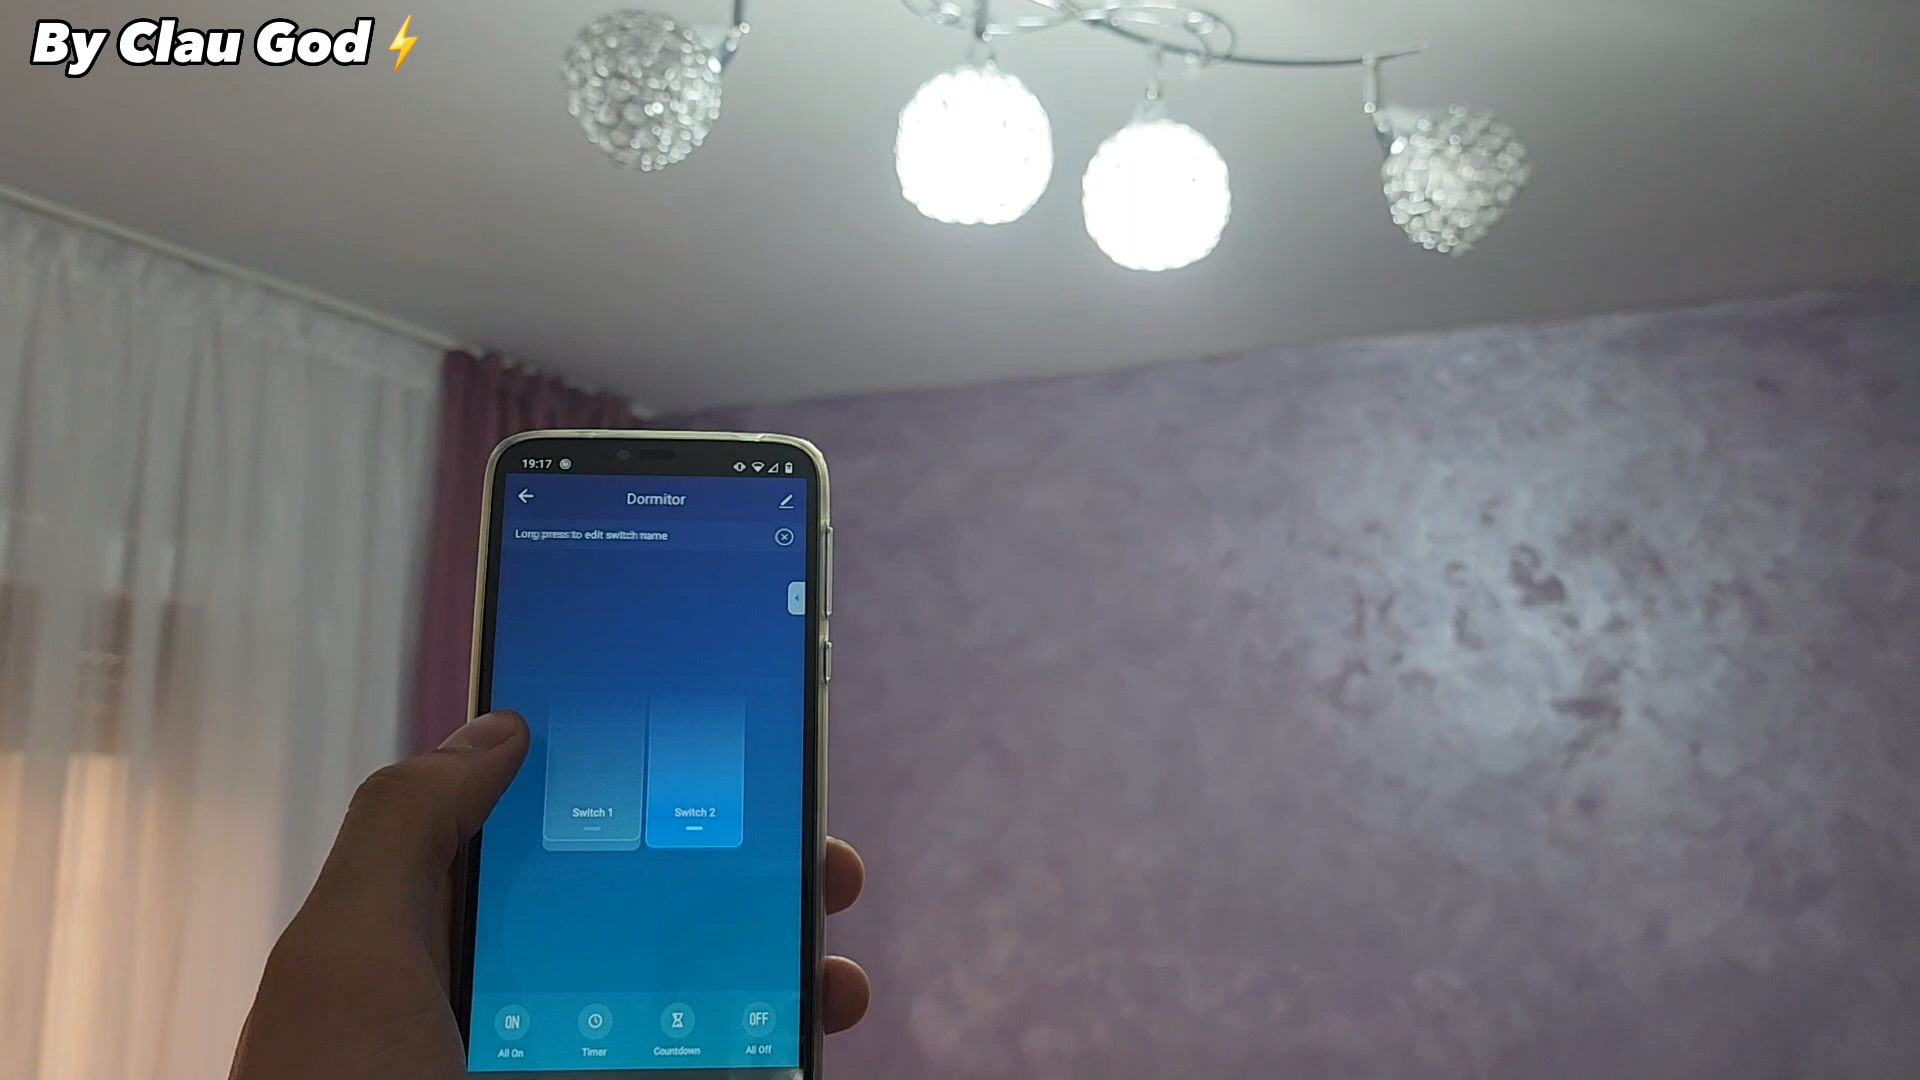 By Clau God ⚡
19:17
Dormitor
Long press to edit switch name
Switch 1
Switch 2
ON
OFF
All On
Timer
Countdown
All Off